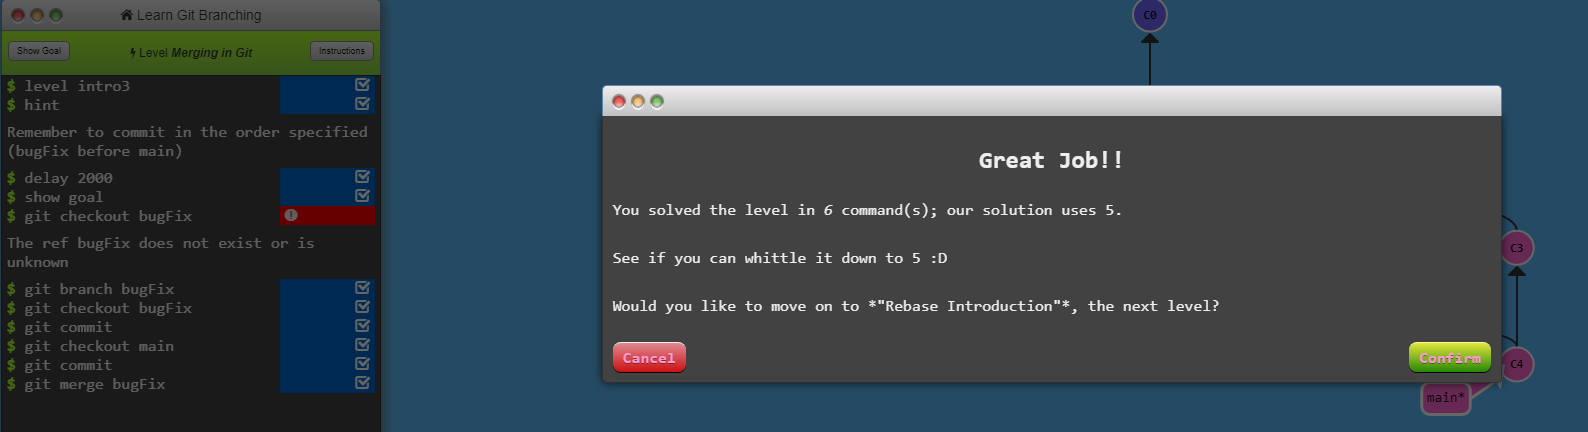 Learn Git Branching
Show Goal
Level Merging in Git
Instructions
$ level intro3
$ hint
Remember to commit in the order specified
(bugFix before main)
$ delay 2000
$ show goal
$ git checkout bugFix
The ref bugFix does not exist or is
unknown
$ git branch bugFix
$ git checkout bugFix
$ git commit
$ git checkout main
$ git commit
$ git merge bugFix
C0
Great Job!!
You solved the level in 6 command(s); our solution uses 5.
See if you can whittle it down to 5 :D
Would you like to move on to *"Rebase Introduction"*, the next level?
Cancel
Confirm
C3
C4
main*